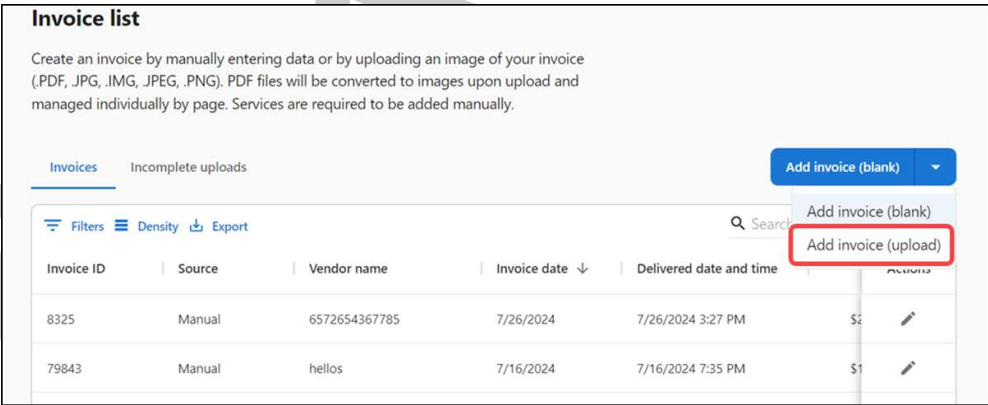 Invoice list
Create an invoice by manually entering data or by uploading an image of your invoice
(.PDF, .JPG, .IMG, .JPEG, .PNG). PDF files will be converted to images upon upload and
managed individually by page. Services are required to be added manually.
Invoices Incomplete uploads Add invoice (blank)
Add invoice (blank)
Filters Density Export Search
Add invoice (upload)
Invoice ID Source Vendor name Invoice date Delivered date and time Actions
8325 Manual 6572654367785 7/26/2024 7/26/2024 3:27 PM $2
79843 Manual hellos 7/16/2024 7/16/2024 7:35 PM $1